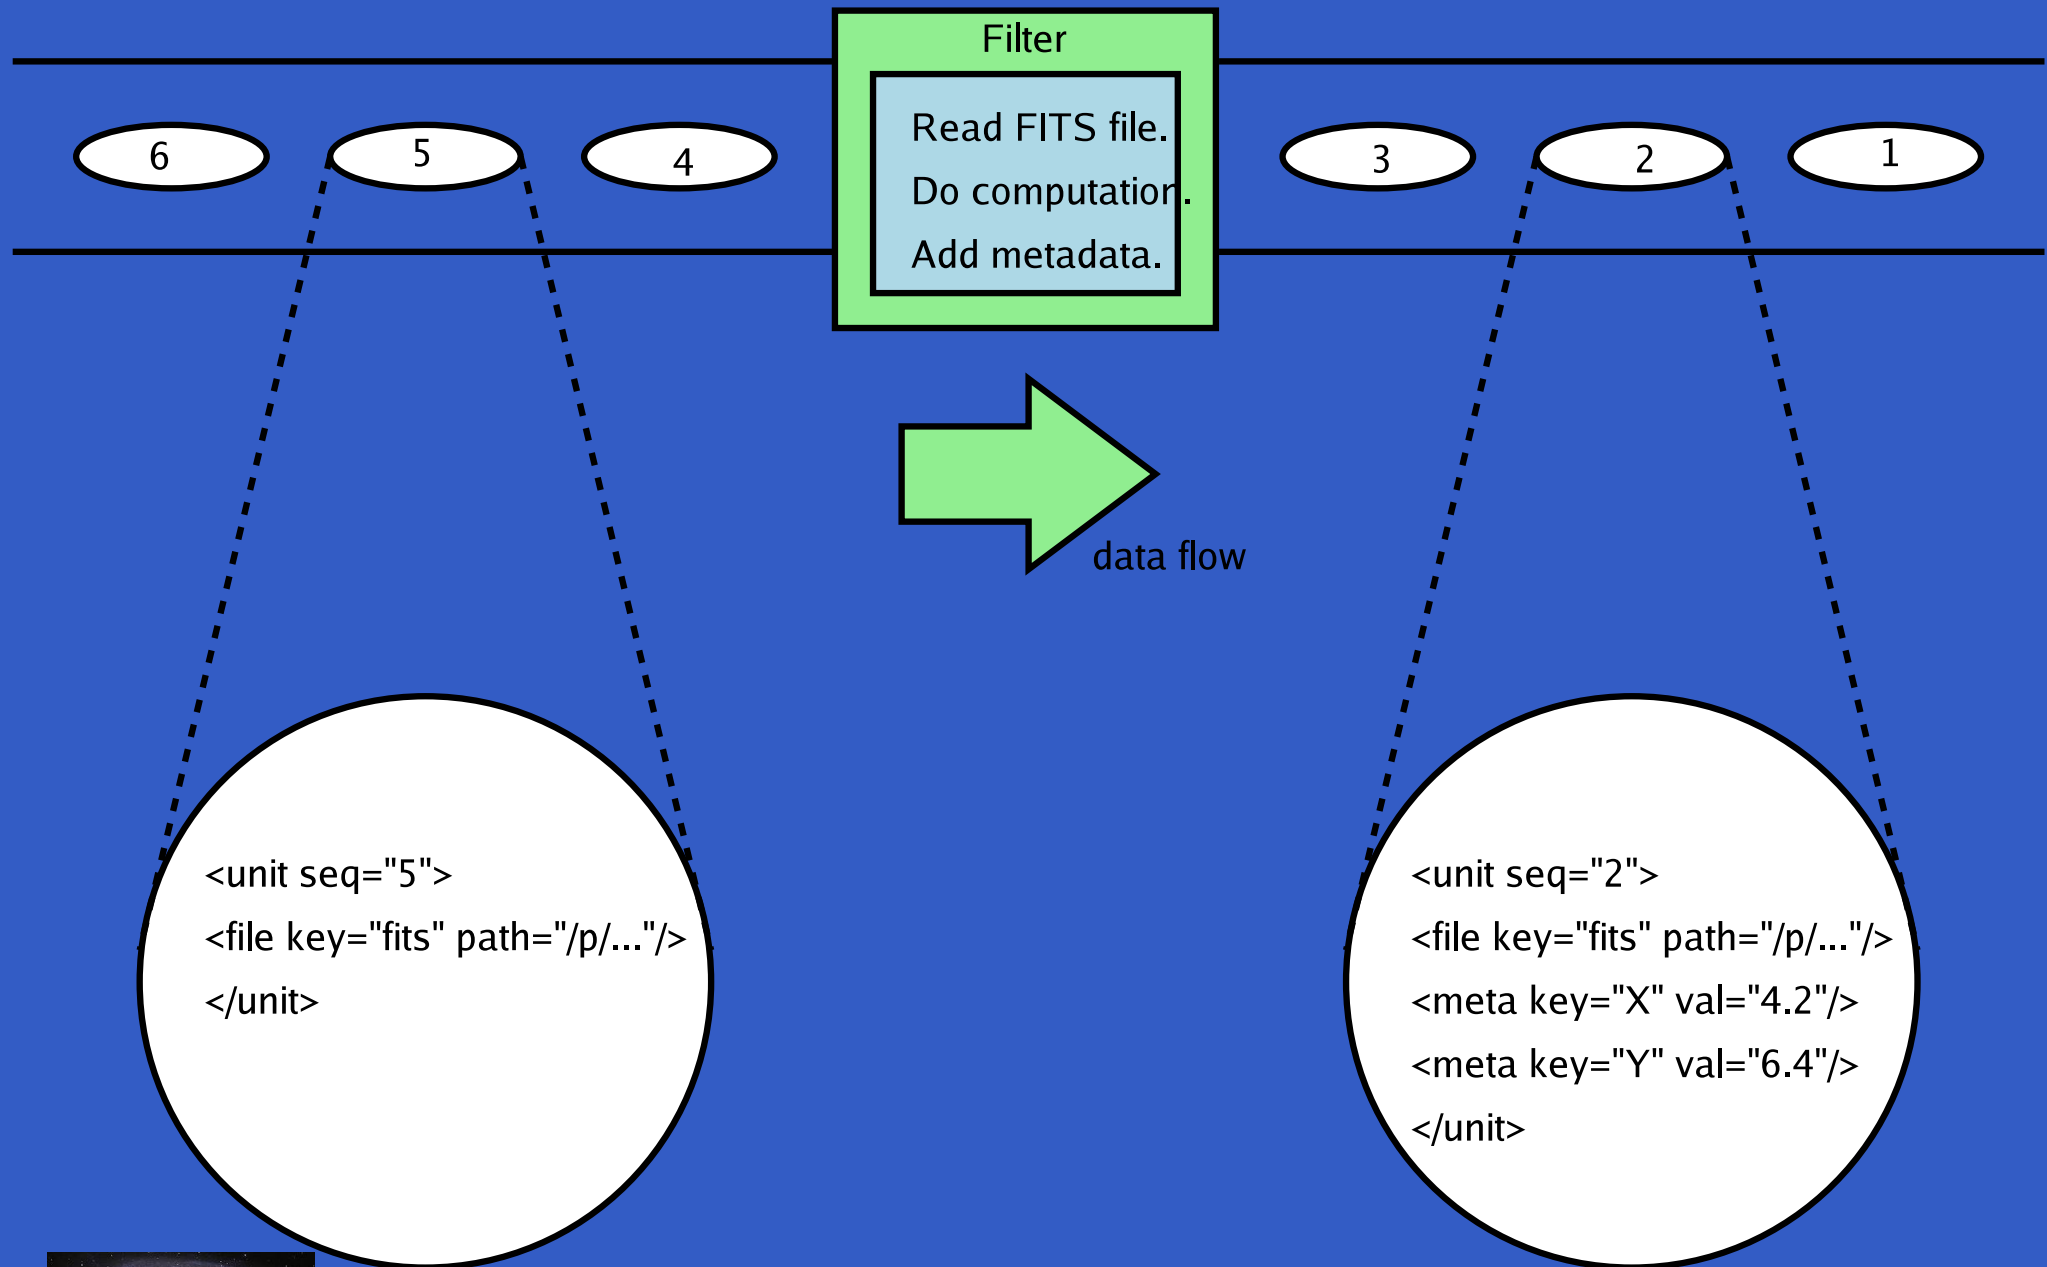 Filter
Read FITS file.
Do computation.
Add metadata.
6
5
4
3
2
1
data flow
<unit seq="5">
<file key="fits" path="/p/..."/>
</unit>
<unit seq="2">
<file key="fits" path="/p/..."/>
<meta key="X" val="4.2"/>
<meta key="Y" val="6.4"/>
</unit>